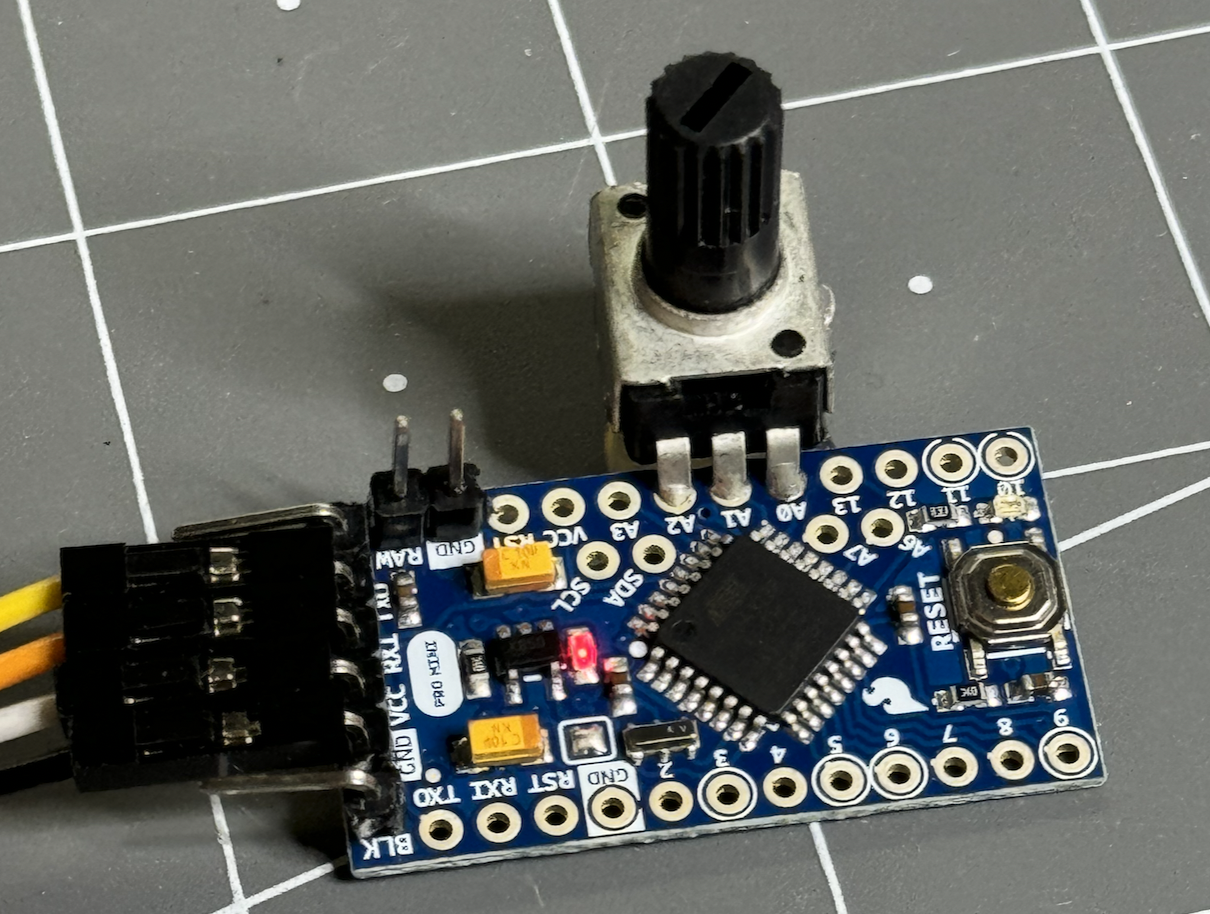 RAW
GND
RST
VCC
A3
A2
A1
A0
13
12
11
10
SCL
SDA
A7
A6
TXO
RXI
VCC
GND
BLK
PRO MINI
RESET
TXO
RXI
RST
GND
2
3
4
5
6
7
8
9